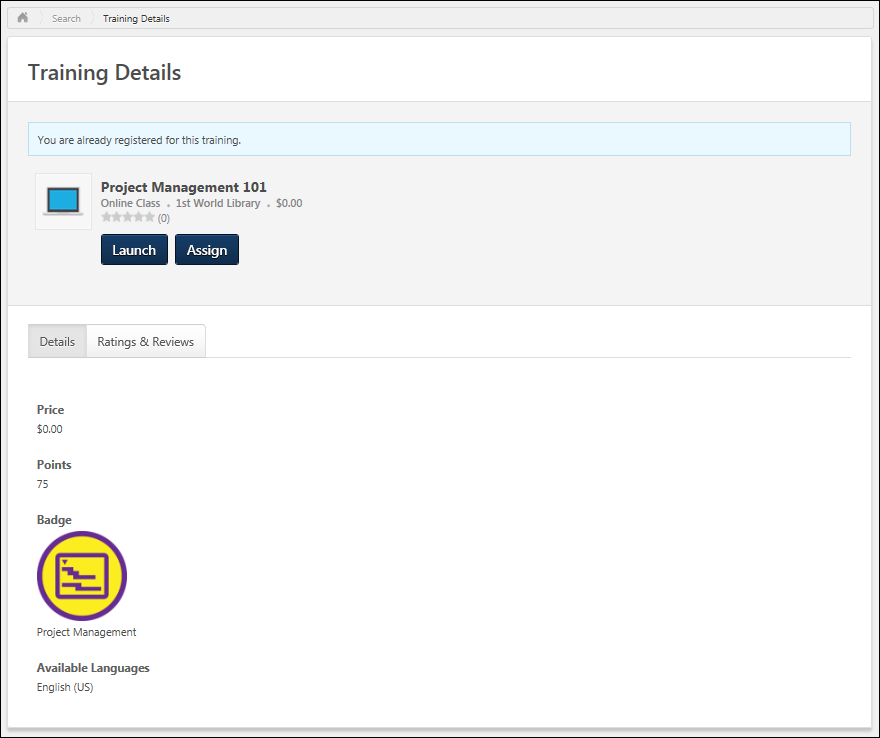 Search Training Details
Training Details
You are already registered for this training.
Project Management 101
Online Class . 1st World Library . $0.00
(0)
Launch Assign
Details Ratings & Reviews
Price
$0.00
Points
75
Badge
Project Management
Available Languages
English (US)